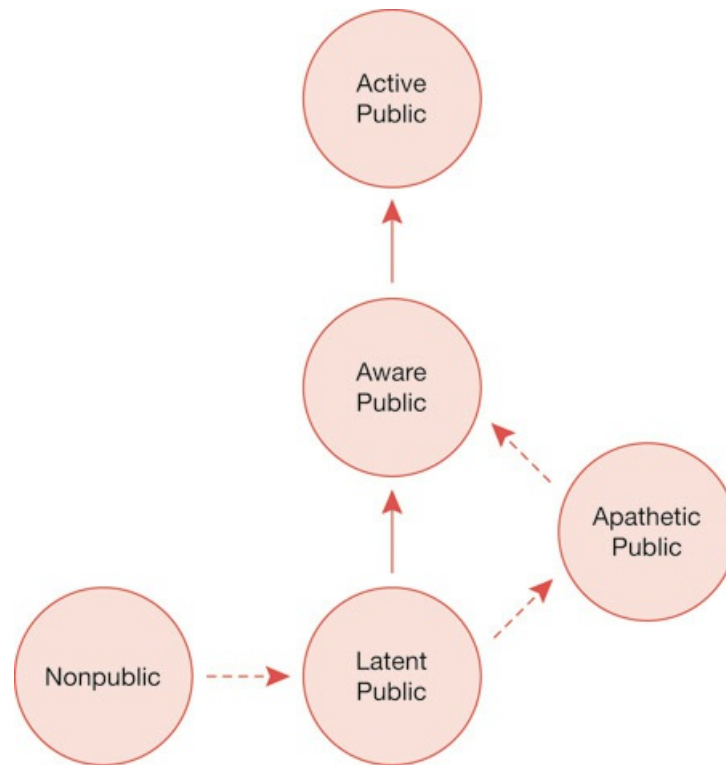 Active
Public
Aware
Public
Apathetic
Public
Nonpublic
Latent
Public